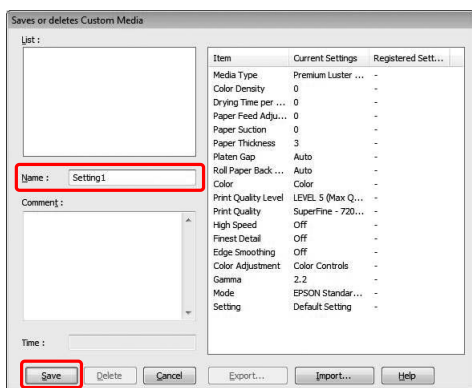 Saves or deletes Custom Media
List :
Name : Setting1
Comment :
Time :
Item Current Settings Registered Sett...
Media Type Premium Luster ... -
Color Density 0 -
Drying Time per ... 0 -
Paper Feed Adju... 0 -
Paper Suction 0 -
Paper Thickness 3 -
Platen Gap Auto -
Roll Paper Back ... Auto -
Color Color -
Print Quality Level LEVEL 5 (Max Q... -
Print Quality SuperFine - 720... -
High Speed Off -
Finest Detail Off -
Edge Smoothing Off -
Color Adjustment Color Controls -
Gamma 2.2 -
Mode EPSON Standar... -
Setting Default Setting -
Save Delete Cancel Export... Import... Help